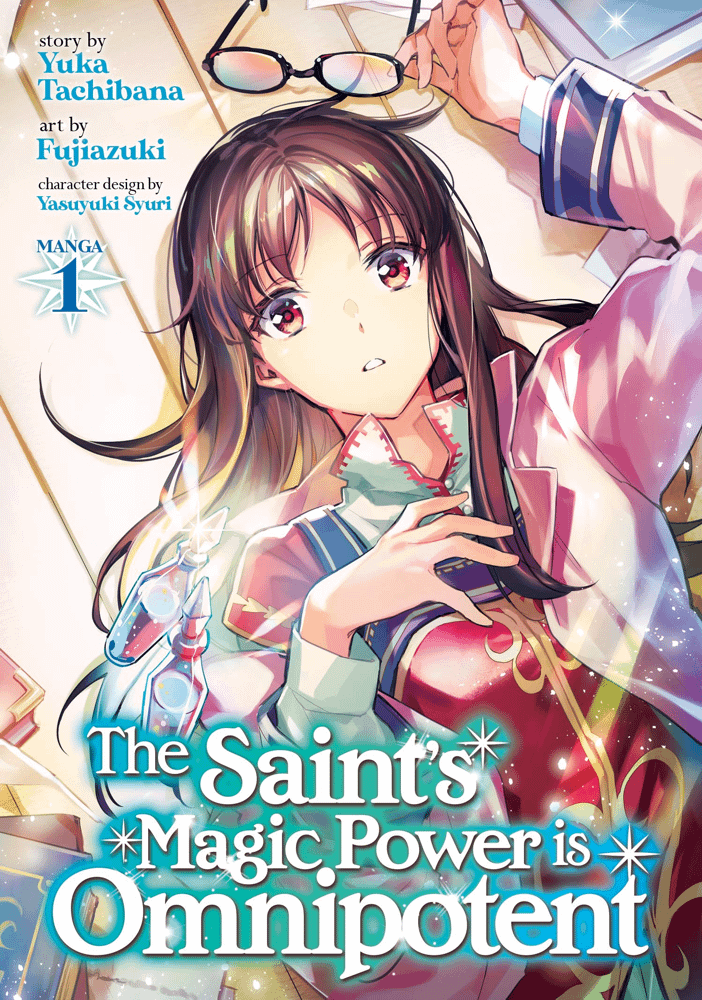 story by
Yuka
Tachibana
art by
Fujiazuki
character design by
Yasuyuki Syuri
MANGA
1
The Saint's
Magic Power is
Omnipotent